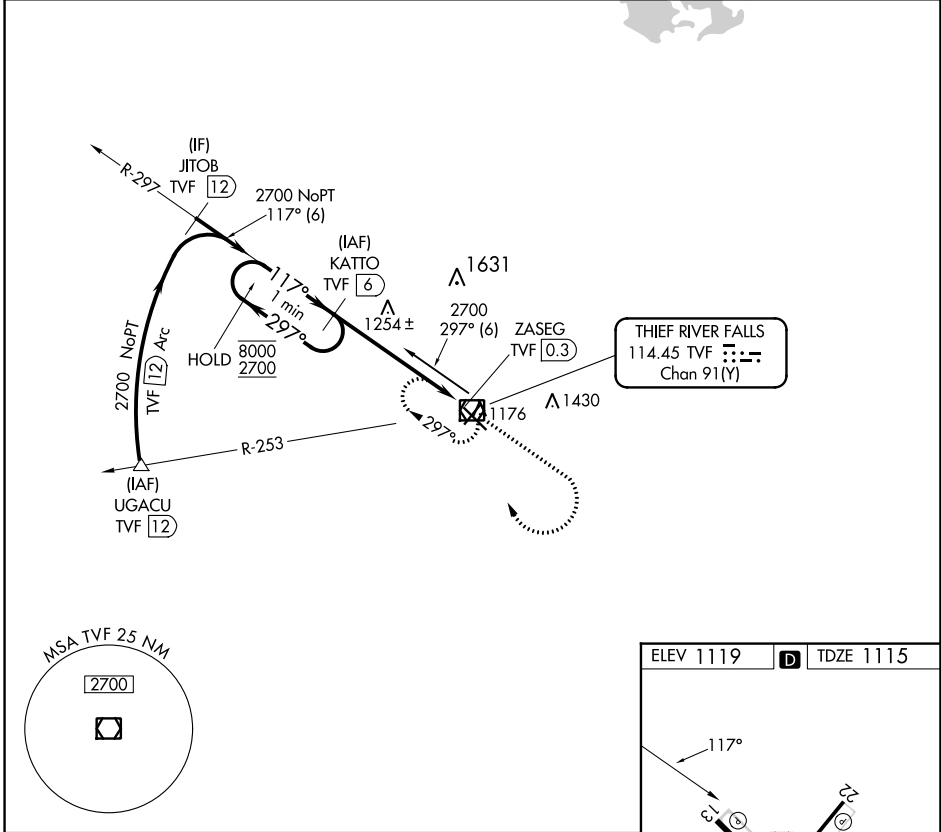 R-297
(IF)
JITOB
TVF 12
2700 NoPT
117° (6)
(IAF)
KATTO
TVF 6
117°
1 min
297°
HOLD
8000
2700
1254 ±
1631
2700
297° (6)
ZASEG
TVF 0.3
THIEF RIVER FALLS
114.45 TVF
Chan 91(Y)
1430
1176
297°
2700 NoPT
TVF 12 Arc
R-253
(IAF)
UGACU
TVF 12
MSA TVF 25 NM
2700
ELEV 1119
D
TDZE 1115
117°
13
P
22
P